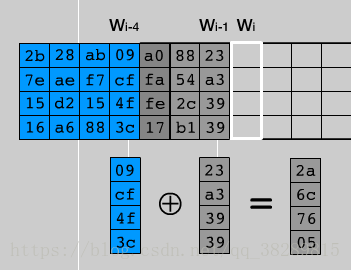 Wi-4 Wi-1 Wi
2b 28 ab 09 a0 88 23
7e ae f7 cf fa 54 a3
15 d2 15 4f fe 2c 39
16 a6 88 3c 17 b1 39
09 23 2a
cf a3 6c
⊕ =
4f 39 76
3c 39 05